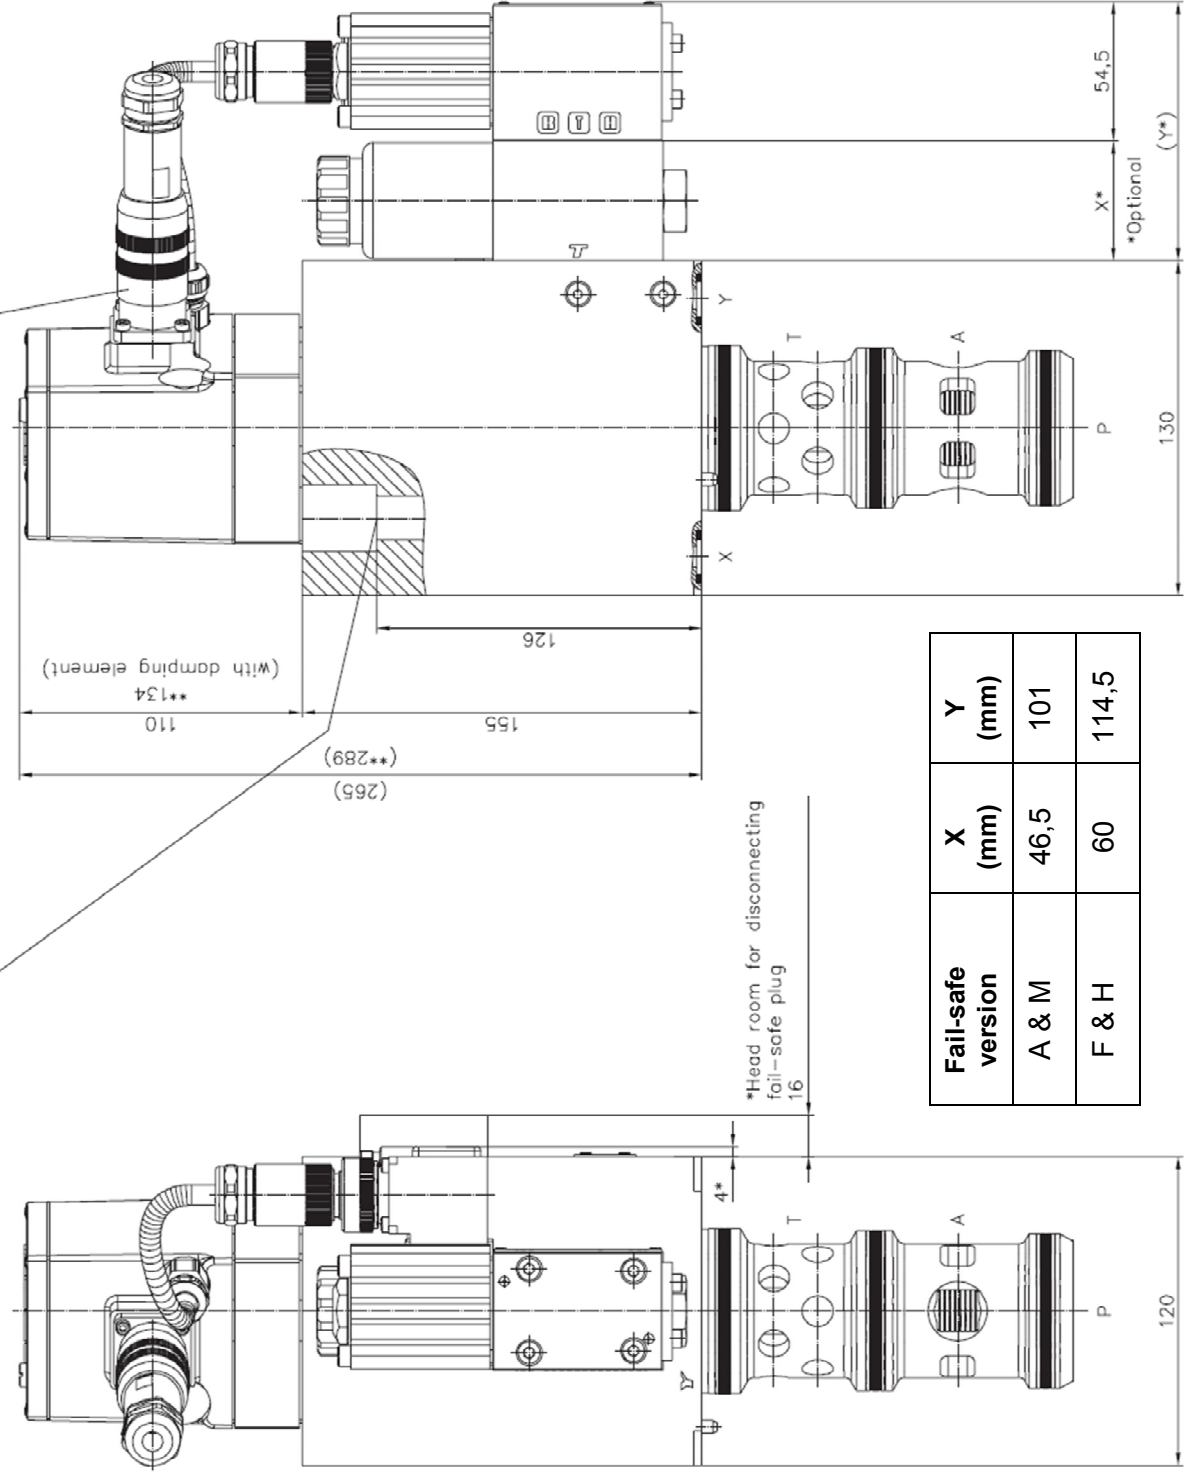 54,5
(Y*)
X*
*Optional
T
Y
T
A
P
130
X
126
(with damping element)
**134
110
155
(**289)
(265)
Fail-safe version X (mm) Y (mm)
A & M 46,5 101
F & H 60 114,5
*Head room for disconnecting
fail-safe plug
16
4*
T
A
P
Y
120